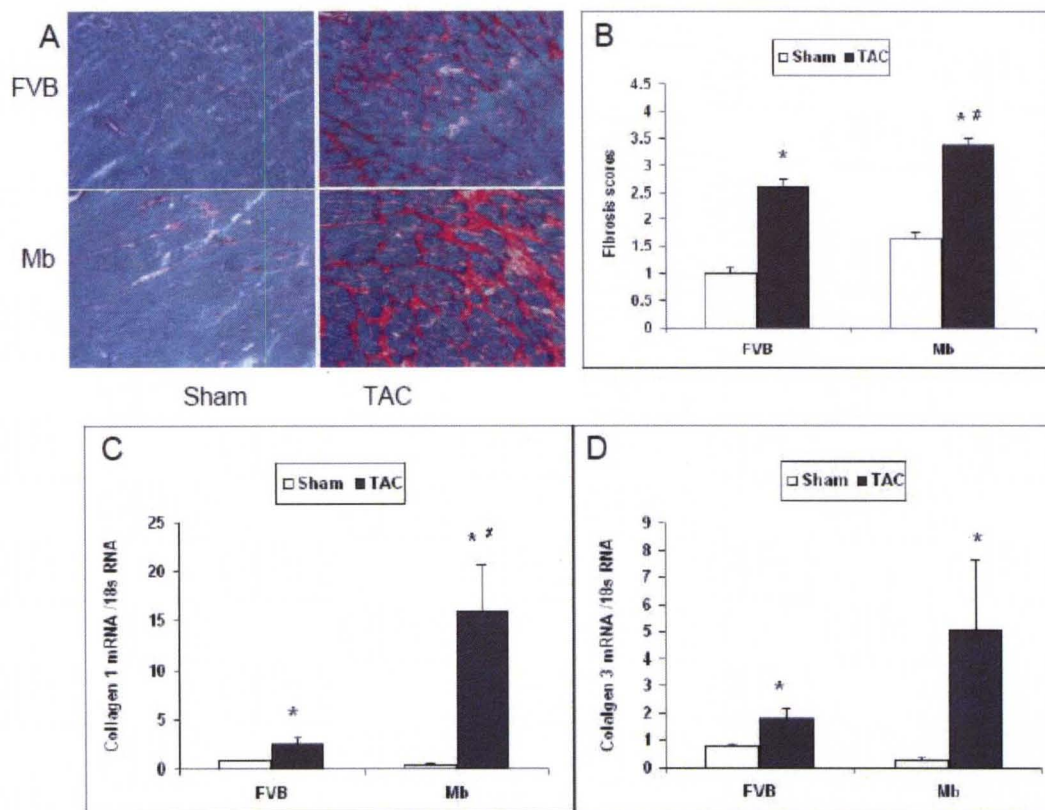 A
FVB
Mb
Sham TAC
B
Sham TAC
Fibrosis scores
4.5
4
3.5
3
2.5
2
1.5
1
0.5
0
* * #
FVB Mb
C
Sham TAC
Collagen 1 mRNA /18s RNA
25
20
15
10
5
0
* * #
FVB Mb
D
Sham TAC
Colalgen 3 mRNA /18s RNA
9
8
7
6
5
4
3
2
1
0
* *
FVB Mb